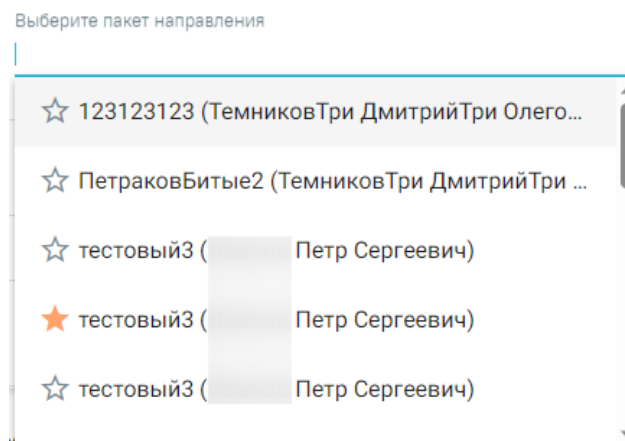 Выберите пакет направления
123123123 (ТемниковТри ДмитрийТри Олего...
ПетраковБитые2 (ТемниковТри ДмитрийТри ...
тестовый3 ( Петр Сергеевич)
тестовый3 ( Петр Сергеевич)
тестовый3 ( Петр Сергеевич)